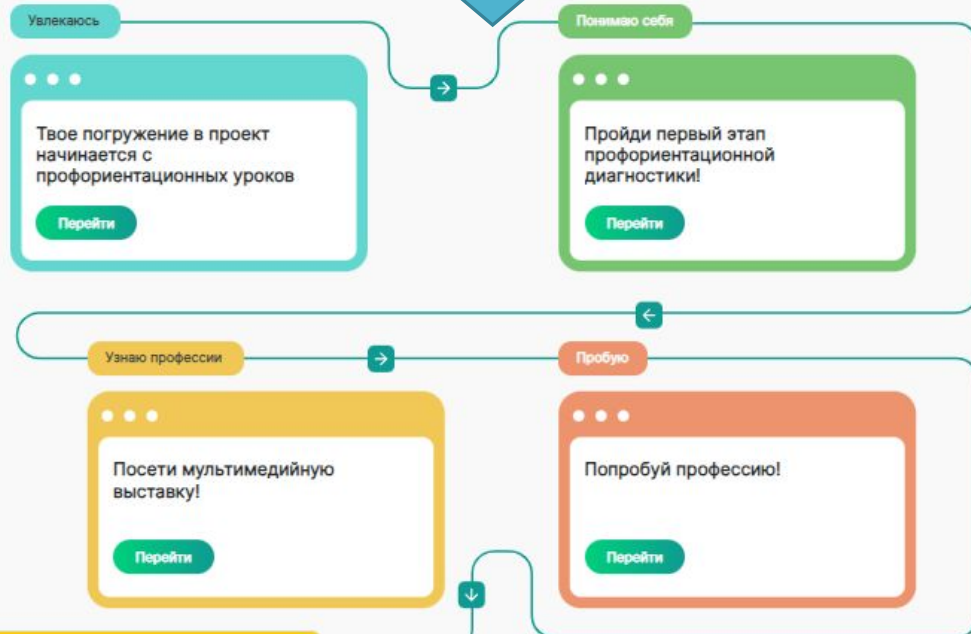 Увлекаюсь
Твое погружение в проект
начинается с
профориентационных уроков
Перейти
Понимаю себя
Пройди первый этап
профориентационной
диагностики!
Перейти
Узнаю профессии
Посети мультимедийную
выставку!
Перейти
Пробую
Попробуй профессию!
Перейти